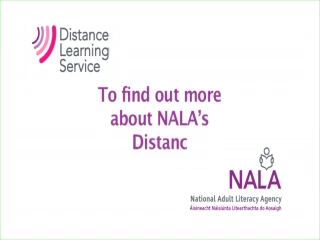 Distance
Learning
Service
To find out more
about NALA's
Distanc
NALA
National Adult Literacy Agency
Áisíneacht Náisiúnta Litearthachta do Aosaigh